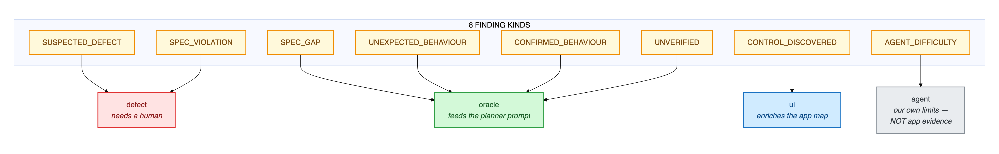 8 FINDING KINDS
SUSPECTED_DEFECT
SPEC_VIOLATION
SPEC_GAP
UNEXPECTED_BEHAVIOUR
CONFIRMED_BEHAVIOUR
UNVERIFIED
CONTROL_DISCOVERED
AGENT_DIFFICULTY
defect
needs a human
oracle
feeds the planner prompt
ui
enriches the app map
agent
our own limits —
NOT app evidence